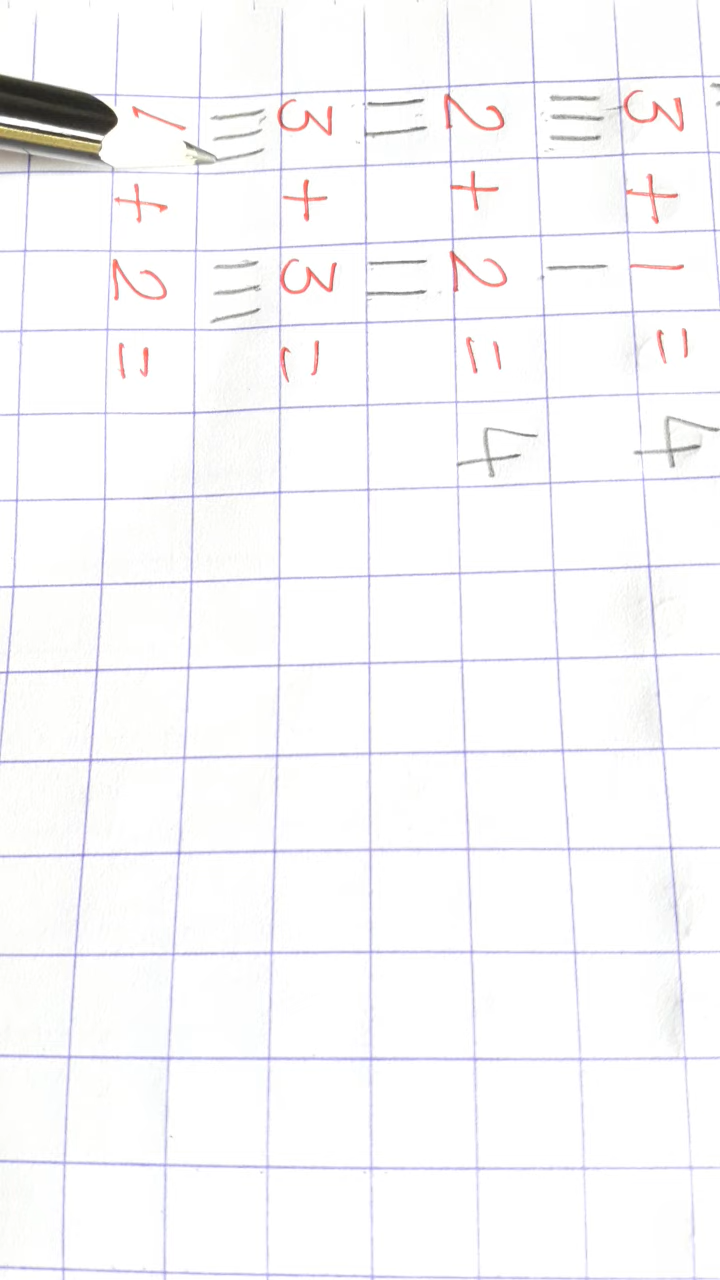 3 + 1 = 4
||| |
2 + 2 = 4
|| ||
3 + 3 =
||| |||
1 + 2 =